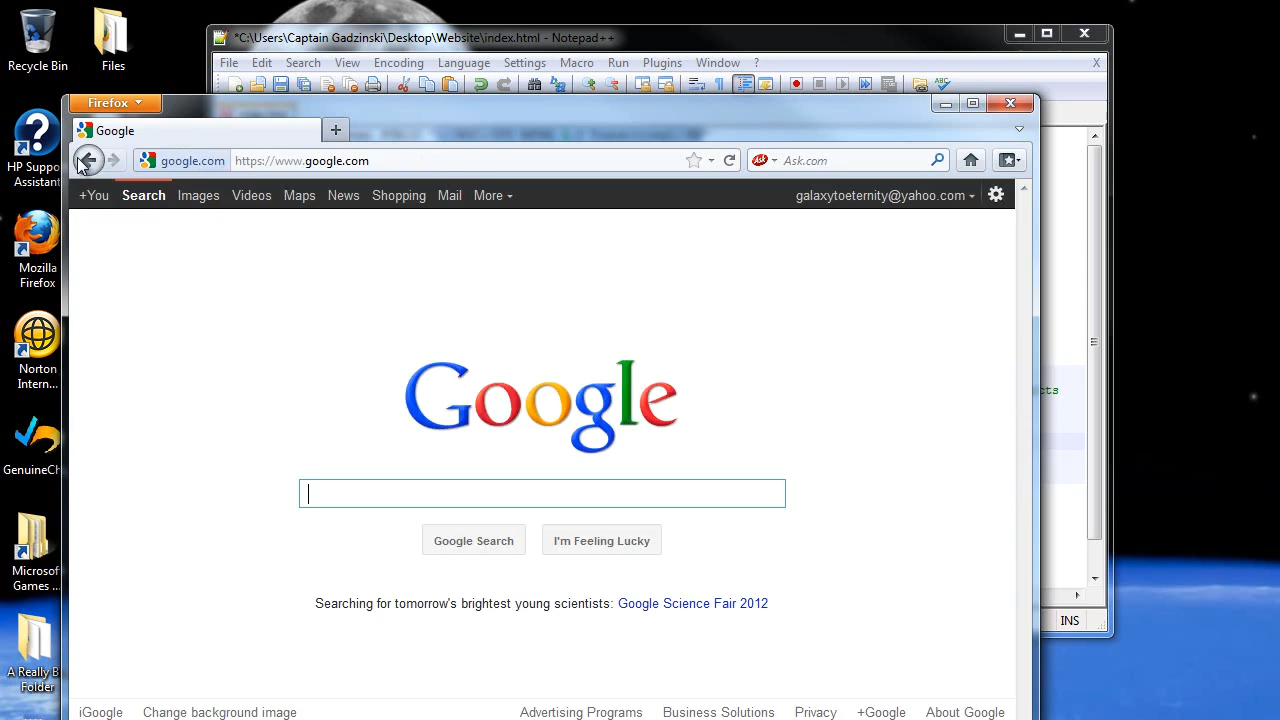 Recycle Bin
Files
HP Suppo
Assistant
Mozilla
Firefox
Norton
Intern...
GenuineCh
Microsof
Games ...
A Really B
Folder
*C:\Users\Captain Gadzinski\Desktop\Website\index.html - Notepad++
File Edit Search View Encoding Language Settings Macro Run Plugins Window ? X
Firefox
Google
google.com https://www.google.com
Ask Ask.com
+You Search Images Videos Maps News Shopping Mail More
galaxytoeternity@yahoo.com
Google
Google Search I'm Feeling Lucky
Searching for tomorrow's brightest young scientists: Google Science Fair 2012
iGoogle Change background image Advertising Programs Business Solutions Privacy +Google About Google
cts
INS